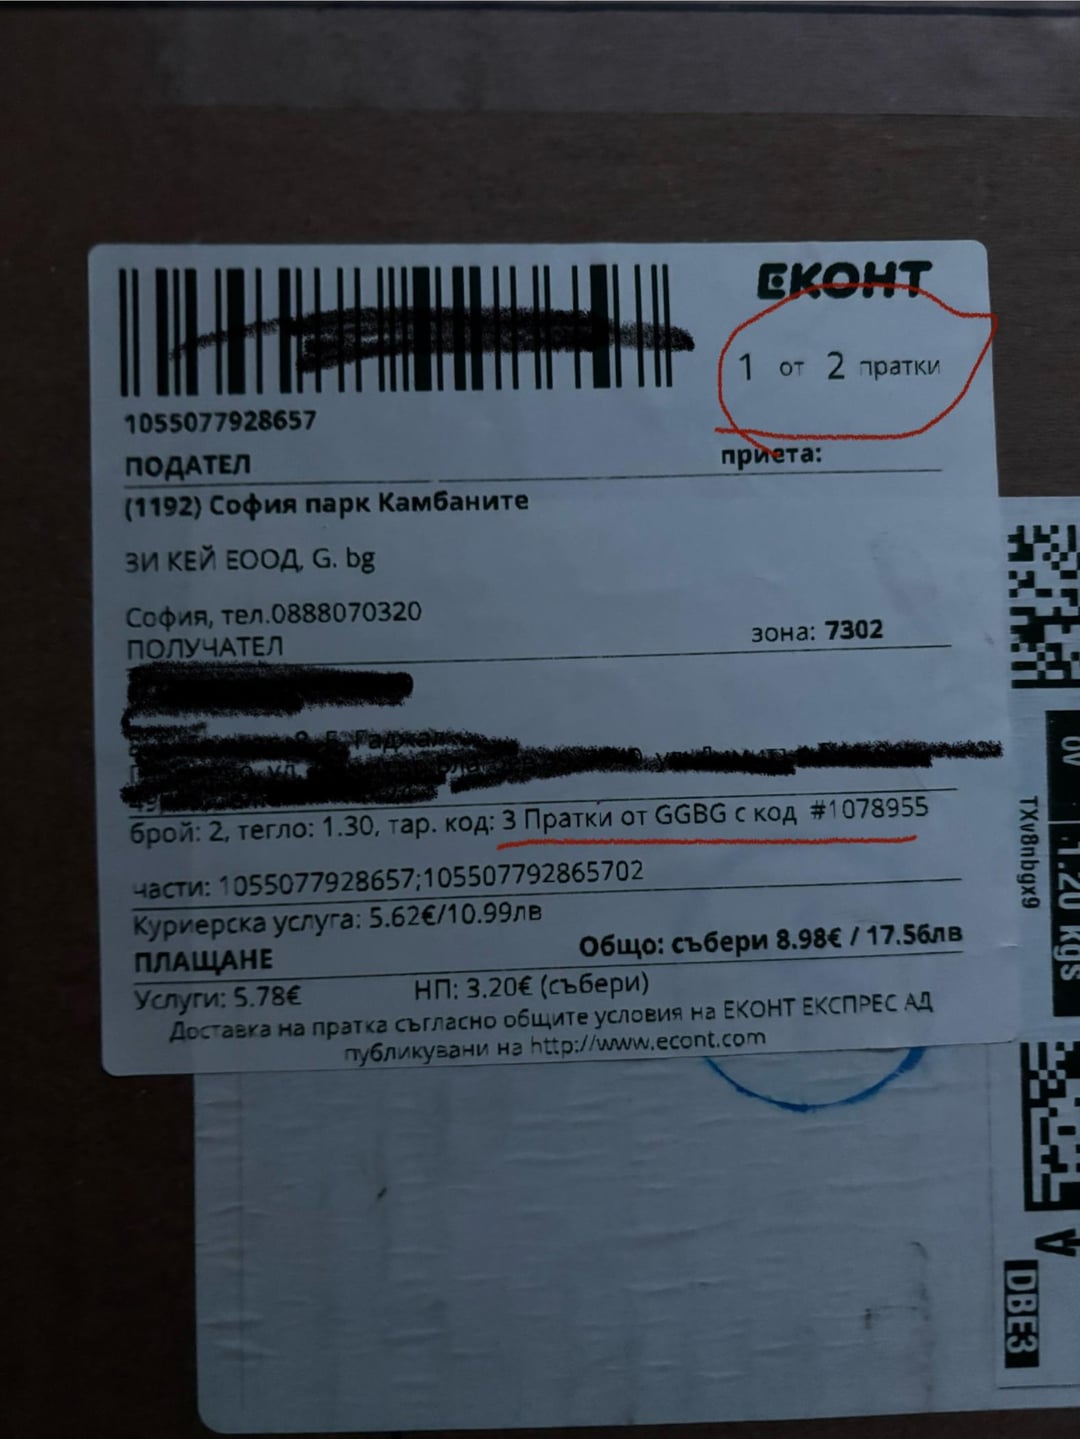 ЕКОНТ
1 от 2 пратки
1055077928657
ПОДАТЕЛ
приета:
(1192) София парк Камбаните
ЗИ КЕЙ ЕООД, G. bg
София, тел.0888070320
ПОЛУЧАТЕЛ
зона: 7302
брой: 2, тегло: 1.30, тар. код: 3 Пратки от GGBG с код #1078955
части: 1055077928657;105507792865702
Куриерска услуга: 5.62€/10.99лв
ПЛАЩАНЕ
Общо: събери 8.98€ / 17.56лв
Услуги: 5.78€
НП: 3.20€ (събери)
Доставка на пратка съгласно общите условия на ЕКОНТ ЕКСПРЕС АД
публикувани на http://www.econt.com
TXv8nbgx9
1.20 kgs
A
DBE3